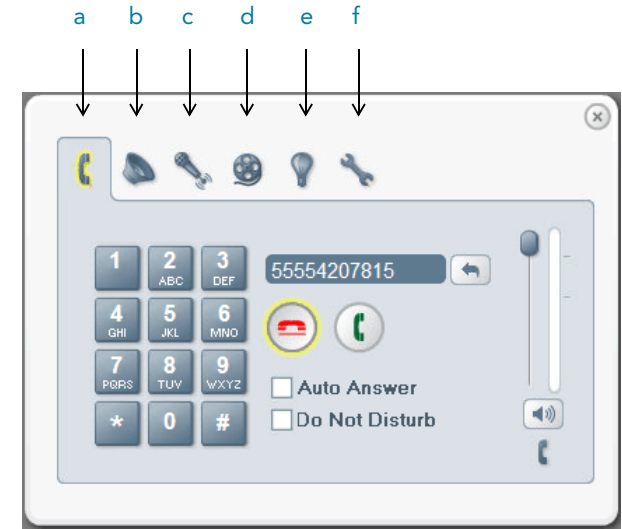 a b c d e f
1 2 3
ABC DEF
55554207815
4 5 6
GHI JKL MNO
7 8 9
PQRS TUV WXYZ
Auto Answer
* 0 #
Do Not Disturb